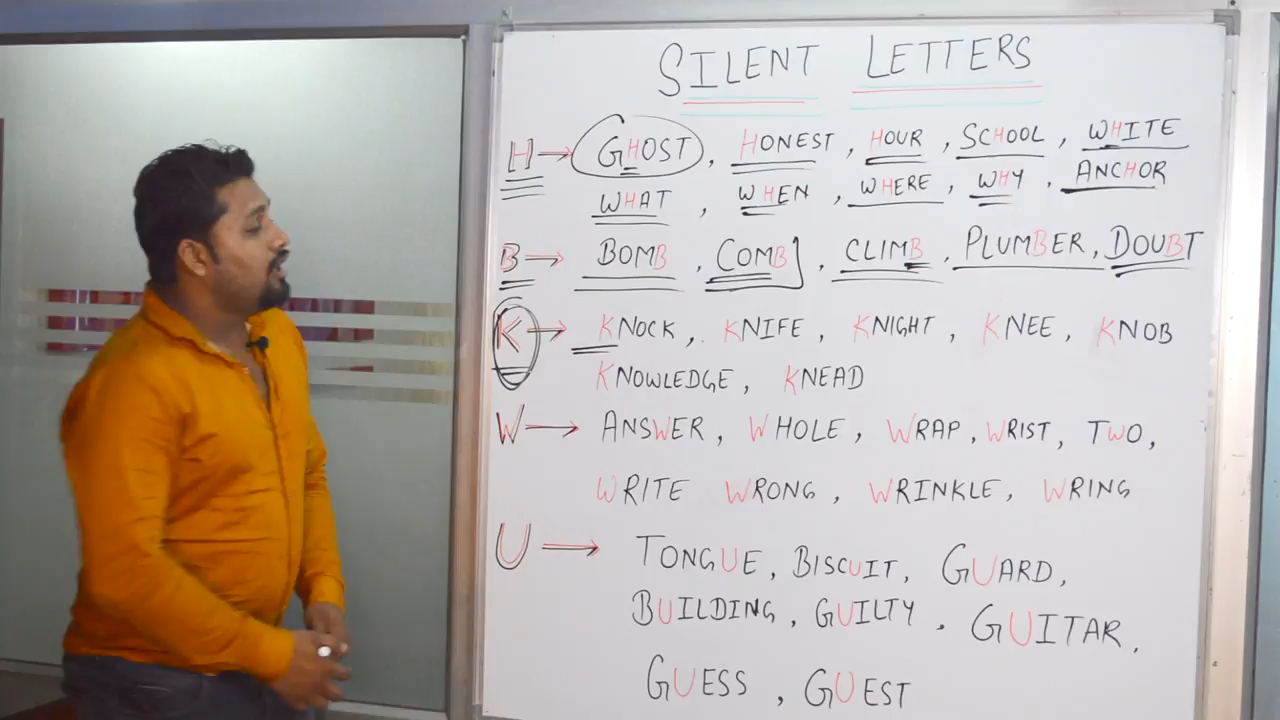 SILENT LETTERS
H → GHOST, HONEST, HOUR, SCHOOL, WHITE
WHAT, WHEN, WHERE, WHY, ANCHOR
B → BOMB, COMB, CLIMB, PLUMBER, DOUBT
K → KNOCK, KNIFE, KNIGHT, KNEE, KNOB
KNOWLEDGE, KNEAD
W → ANSWER, WHOLE, WRAP, WRIST, TWO,
WRITE WRONG, WRINKLE, WRING
U → TONGUE, BISCUIT, GUARD,
BUILDING, GUILTY, GUITAR,
GUESS, GUEST